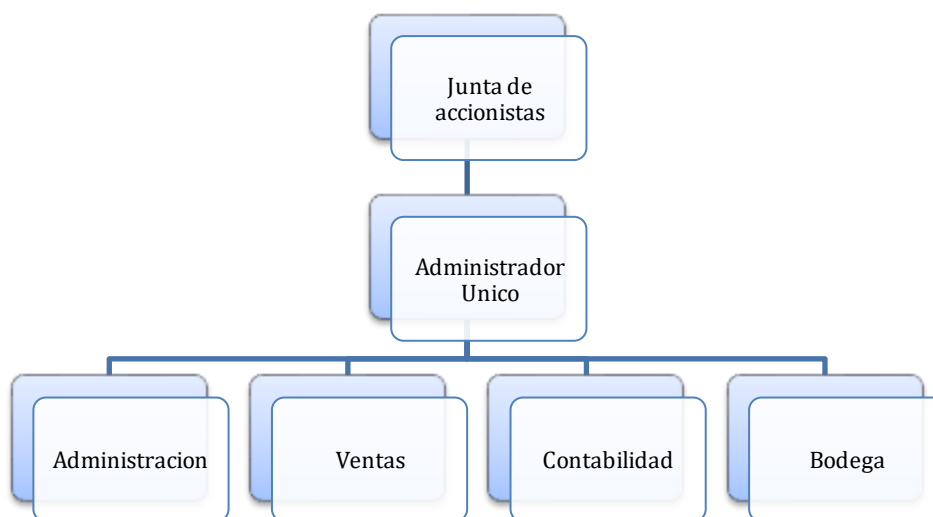 Junta de
accionistas
Administrador
Unico
Administracion
Ventas
Contabilidad
Bodega